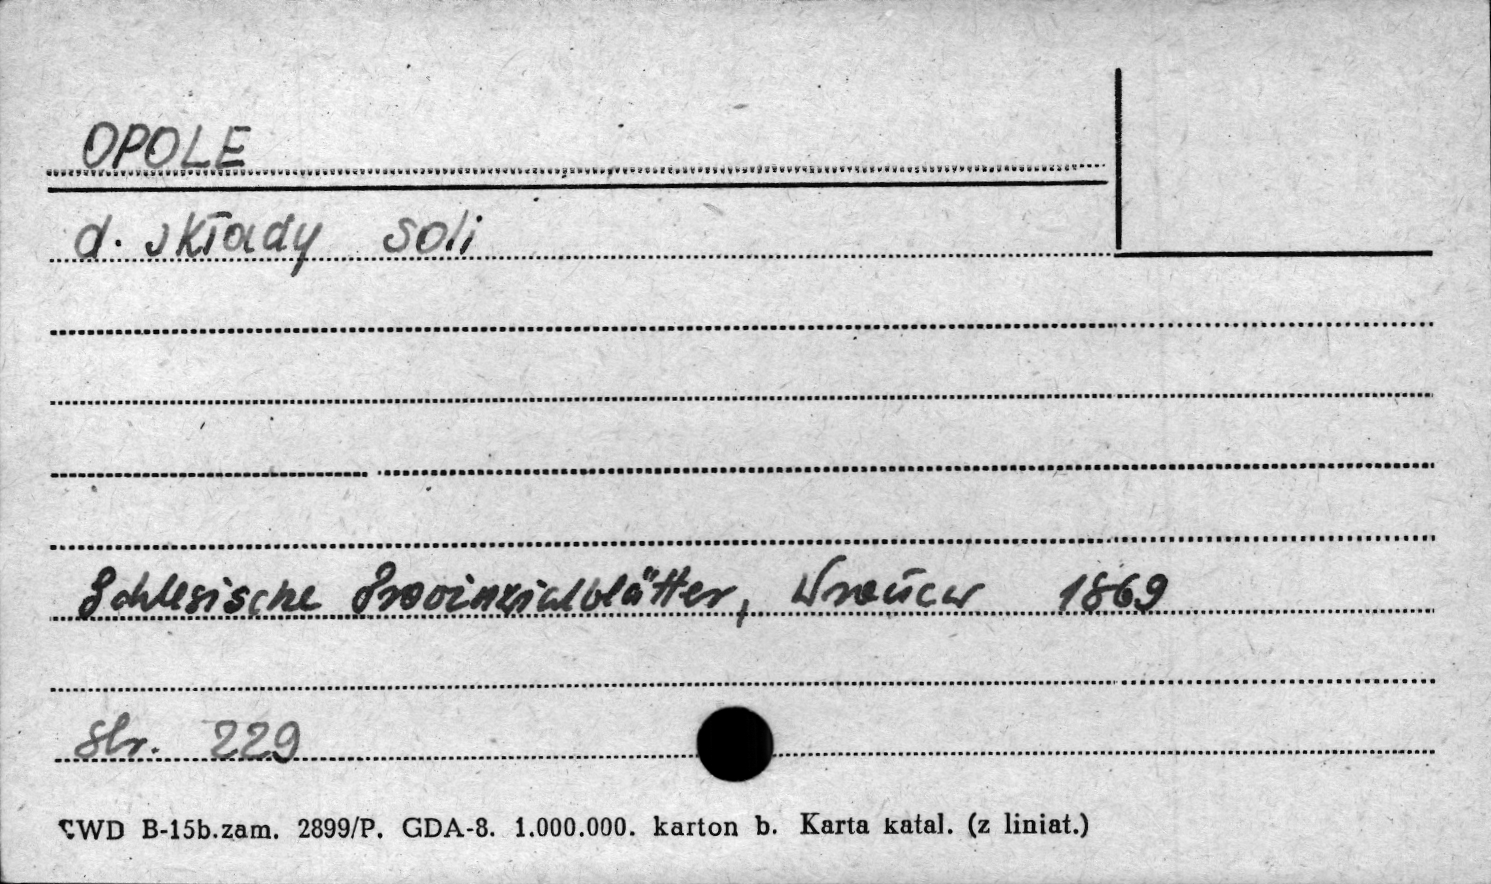 OPOLE
d. składy soli
Schlesische Provinzialblätter, Wrocław 1869
Str. 229
CWD B-15b.zam. 2899/P. GDA-8. 1.000.000. karton b. Karta katal. (z liniat.)